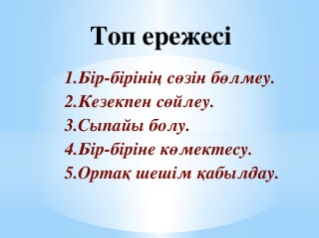 Топ ережесі
1.Бір-бірінің сөзін бөлмеу.
2.Кезекпен сөйлеу.
3.Сыпайы болу.
4.Бір-біріне көмектесу.
5.Ортақ шешім қабылдау.